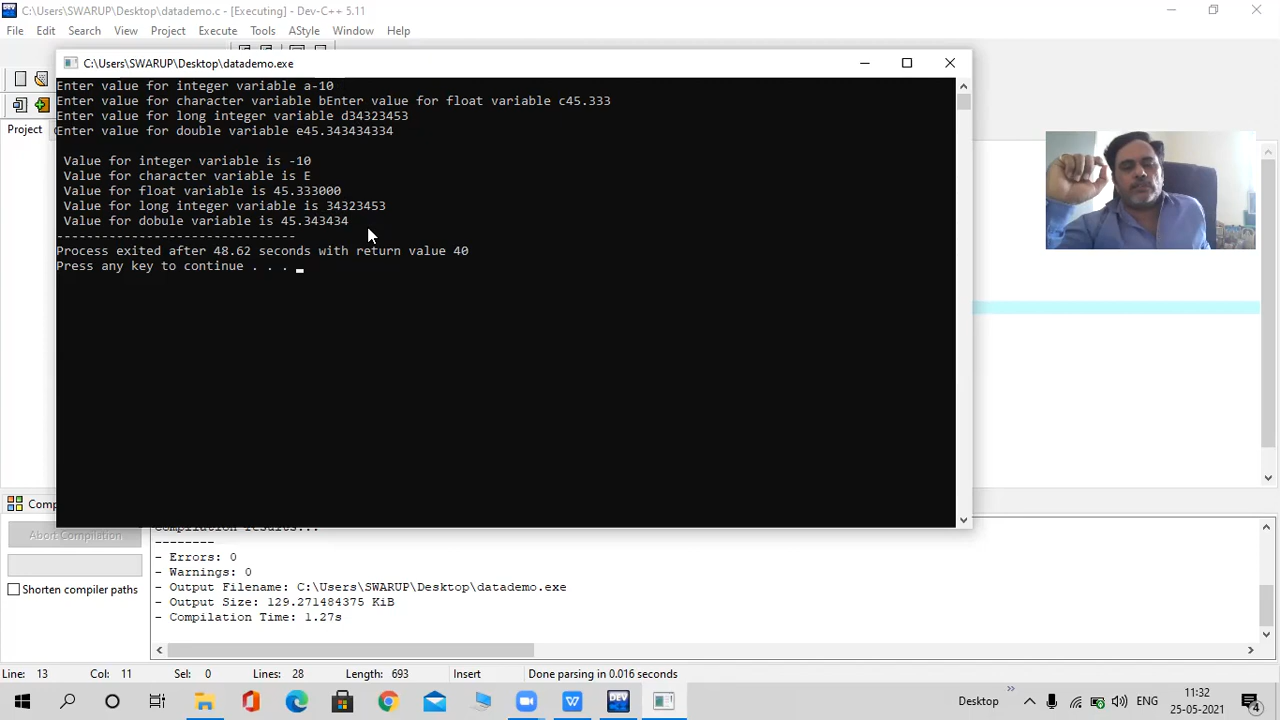 C:\Users\SWARUP\Desktop\datademo.c - [Executing] - Dev-C++ 5.11
File Edit Search View Project Execute Tools AStyle Window Help
C:\Users\SWARUP\Desktop\datademo.exe
Enter value for integer variable a-10
Enter value for character variable bEnter value for float variable c45.333
Enter value for long integer variable d34323453
Enter value for double variable e45.343434334
Value for integer variable is -10
Value for character variable is E
Value for float variable is 45.333000
Value for long integer variable is 34323453
Value for dobule variable is 45.343434
--------------------------------
Process exited after 48.62 seconds with return value 40
Press any key to continue . . .
Project
Comp
Abort Compilation
Shorten compiler paths
Compilation results...
--------
- Errors: 0
- Warnings: 0
- Output Filename: C:\Users\SWARUP\Desktop\datademo.exe
- Output Size: 129.271484375 KiB
- Compilation Time: 1.27s
Line: 13 Col: 11 Sel: 0 Lines: 28 Length: 693 Insert Done parsing in 0.016 seconds
DEV
Desktop
ENG
11:32
25-05-2021
4